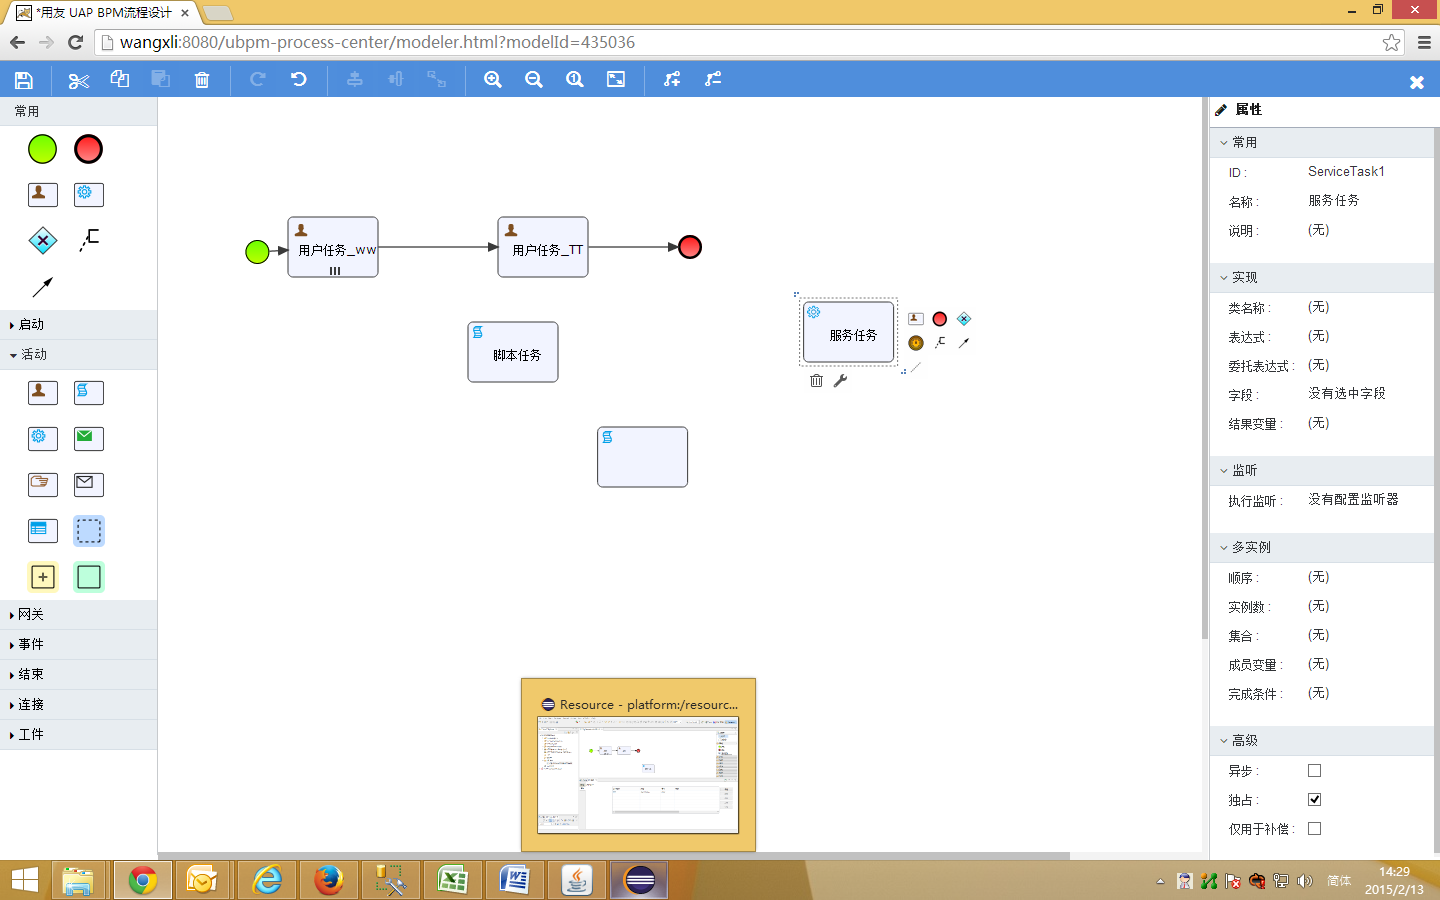 *用友 UAP BPM流程设计
wangxli:8080/ubpm-process-center/modeler.html?modelId=435036
常用
启动
活动
网关
事件
结束
连接
工件
用户任务_ww
用户任务_TT
脚本任务
服务任务
属性
常用
ID : ServiceTask1
名称 : 服务任务
说明 : (无)
实现
类名称 : (无)
表达式 : (无)
委托表达式 : (无)
字段 : 没有选中字段
结果变量 : (无)
监听
执行监听 : 没有配置监听器
多实例
顺序 : (无)
实例数 : (无)
集合 : (无)
成员变量 : (无)
完成条件 : (无)
高级
异步 :
独占 :
仅用于补偿 :
Resource - platform:/resourc...
简体
14:29
2015/2/13